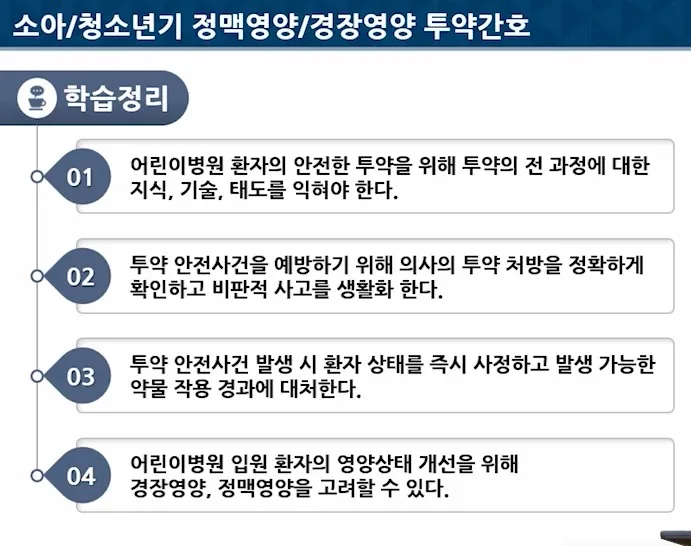 소아/청소년기 정맥영양/경장영양 투약간호
학습정리
01
어린이병원 환자의 안전한 투약을 위해 투약의 전 과정에 대한
지식, 기술, 태도를 익혀야 한다.
02
투약 안전사건을 예방하기 위해 의사의 투약 처방을 정확하게
확인하고 비판적 사고를 생활화 한다.
03
투약 안전사건 발생 시 환자 상태를 즉시 사정하고 발생 가능한
약물 작용 경과에 대처한다.
04
어린이병원 입원 환자의 영양상태 개선을 위해
경장영양, 정맥영양을 고려할 수 있다.